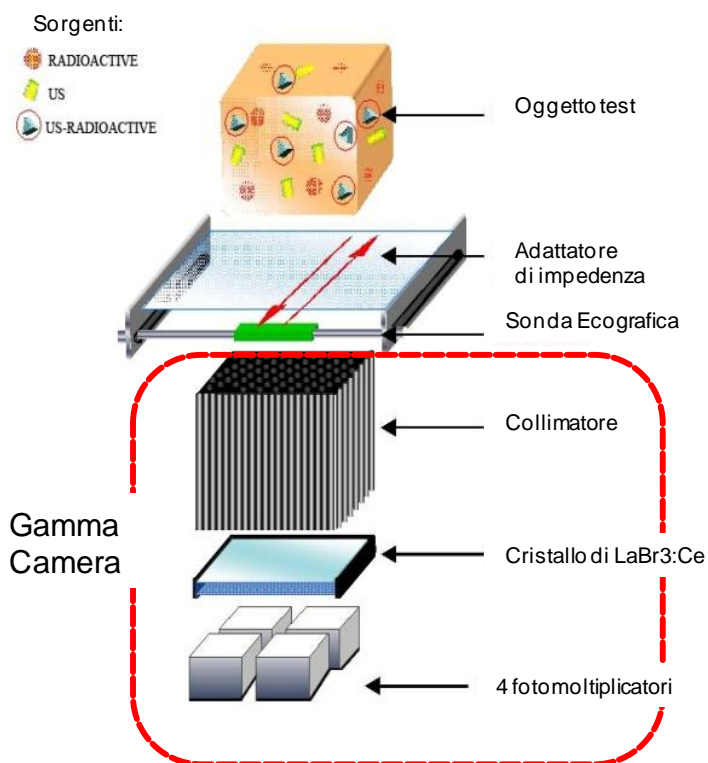 Sorgenti:
RADIOACTIVE
US
US-RADIOACTIVE
Oggetto test
Adattatore
di impedenza
Sonda Ecografica
Collimatore
Gamma
Camera
Cristallo di LaBr3:Ce
4 fotomoltiplicatori